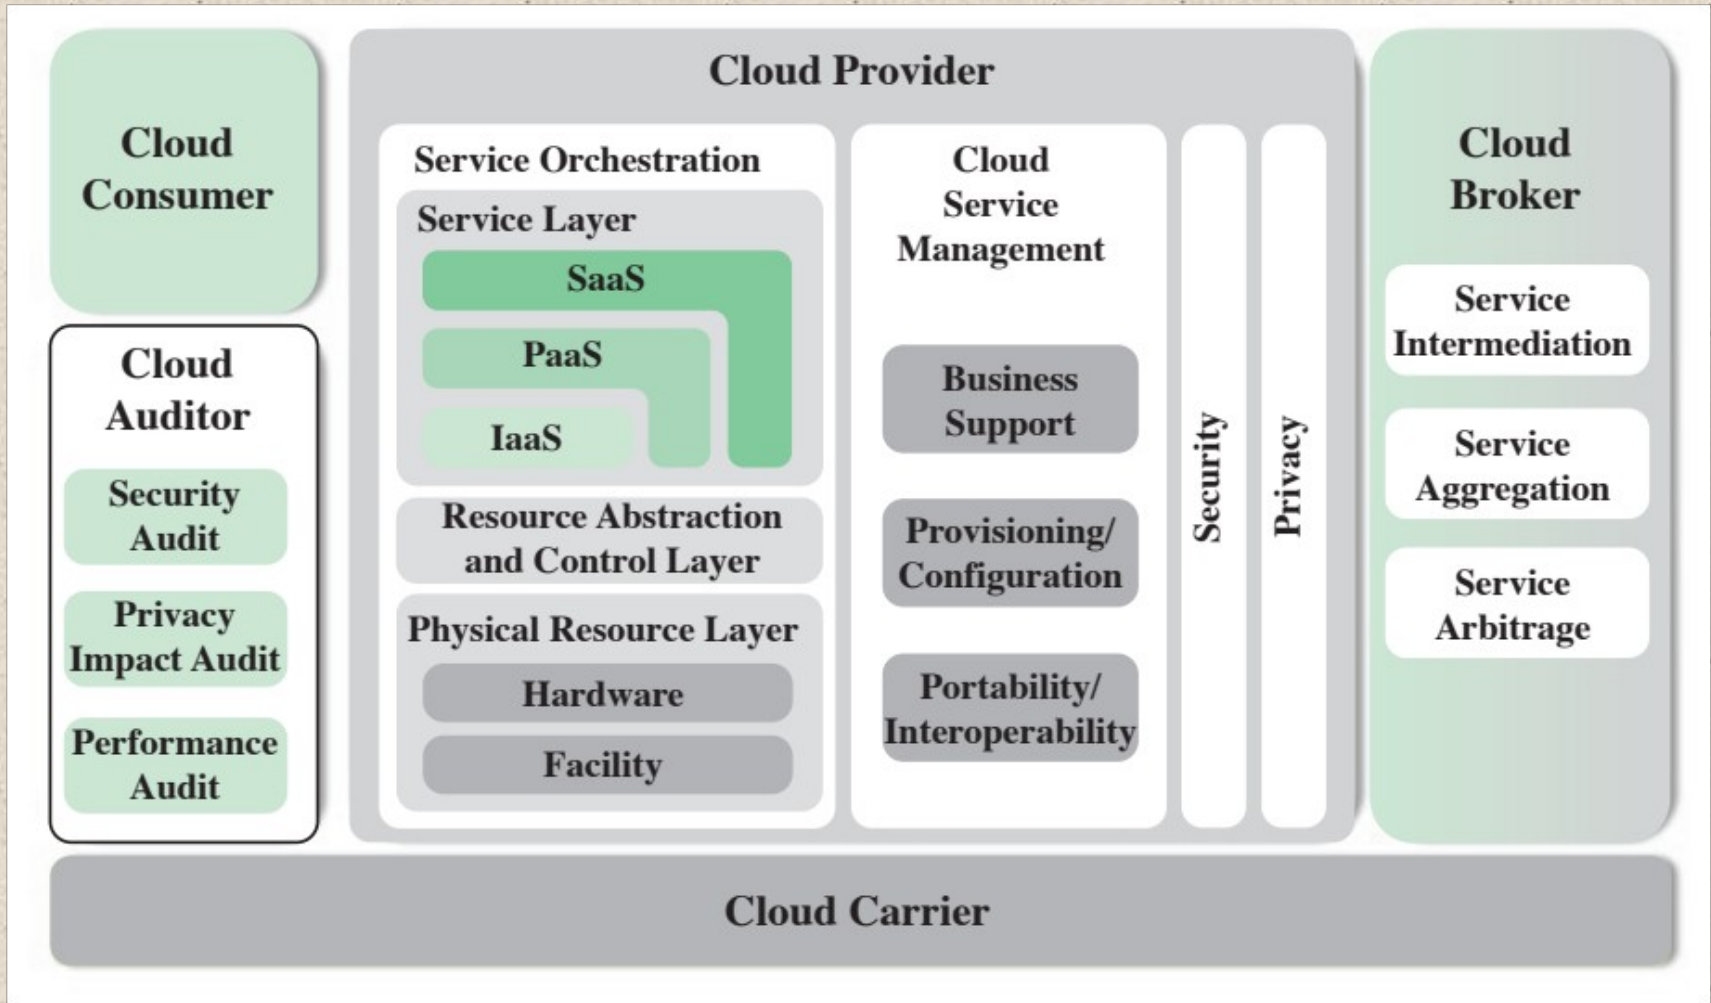 Cloud
Consumer
Cloud
Auditor
Security
Audit
Privacy
Impact Audit
Performance
Audit
Cloud Provider
Service Orchestration
Service Layer
SaaS
PaaS
IaaS
Resource Abstraction
and Control Layer
Physical Resource Layer
Hardware
Facility
Cloud
Service
Management
Business
Support
Provisioning/
Configuration
Portability/
Interoperability
Security
Privacy
Cloud
Broker
Service
Intermediation
Service
Aggregation
Service
Arbitrage
Cloud Carrier